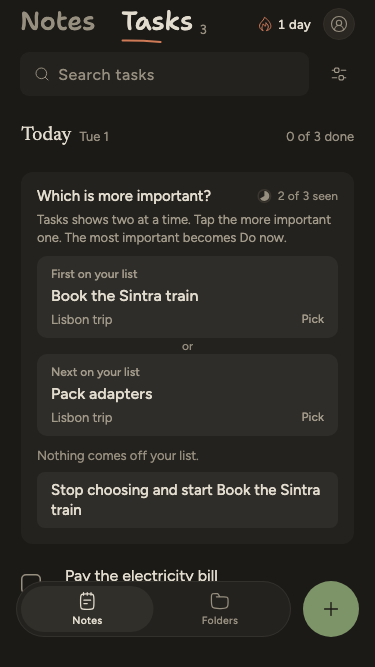 Notes Tasks 3 1 day
Search tasks
Today Tue 1 0 of 3 done
Which is more important? 2 of 3 seen
Tasks shows two at a time. Tap the more important
one. The most important becomes Do now.
First on your list
Book the Sintra train
Lisbon trip Pick
or
Next on your list
Pack adapters
Lisbon trip Pick
Nothing comes off your list.
Stop choosing and start Book the Sintra
train
Pay the electricity bill
Notes Folders